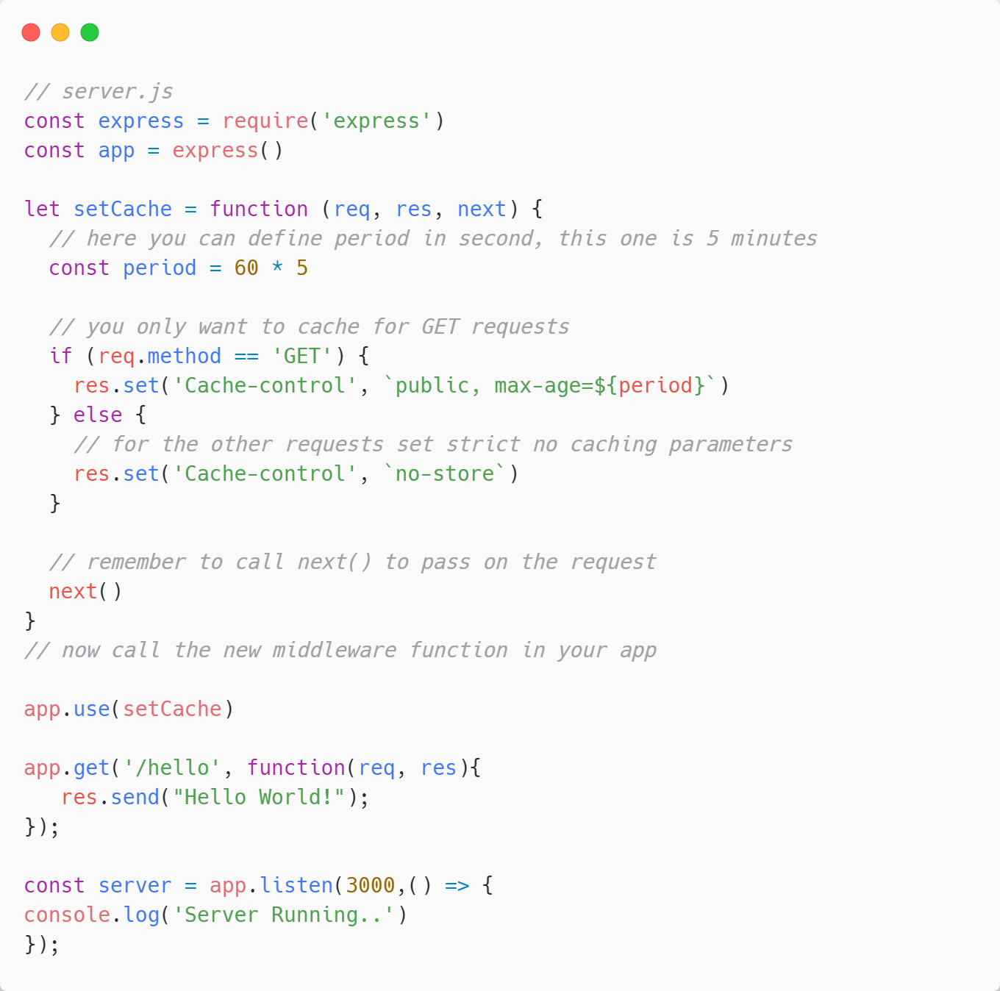 // server.js
const express = require('express')
const app = express()

let setCache = function (req, res, next) {
  // here you can define period in second, this one is 5 minutes
  const period = 60 * 5

  // you only want to cache for GET requests
  if (req.method == 'GET') {
    res.set('Cache-control', `public, max-age=${period}`)
  } else {
    // for the other requests set strict no caching parameters
    res.set('Cache-control', `no-store`)
  }

  // remember to call next() to pass on the request
  next()
}
// now call the new middleware function in your app

app.use(setCache)

app.get('/hello', function(req, res){
   res.send("Hello World!");
});

const server = app.listen(3000,() => {
console.log('Server Running..')
});